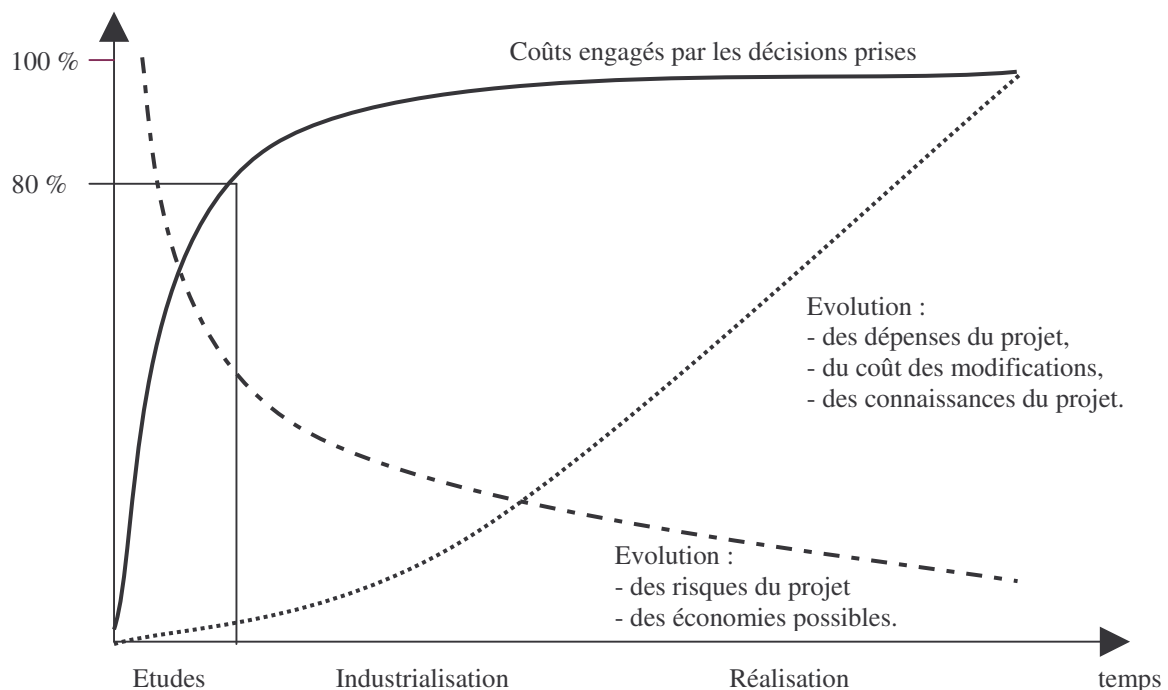 100 %
Coûts engagés par les décisions prises
80 %
Evolution :
- des dépenses du projet,
- du coût des modifications,
- des connaissances du projet.
Evolution :
- des risques du projet
- des économies possibles.
Etudes
Industrialisation
Réalisation
temps